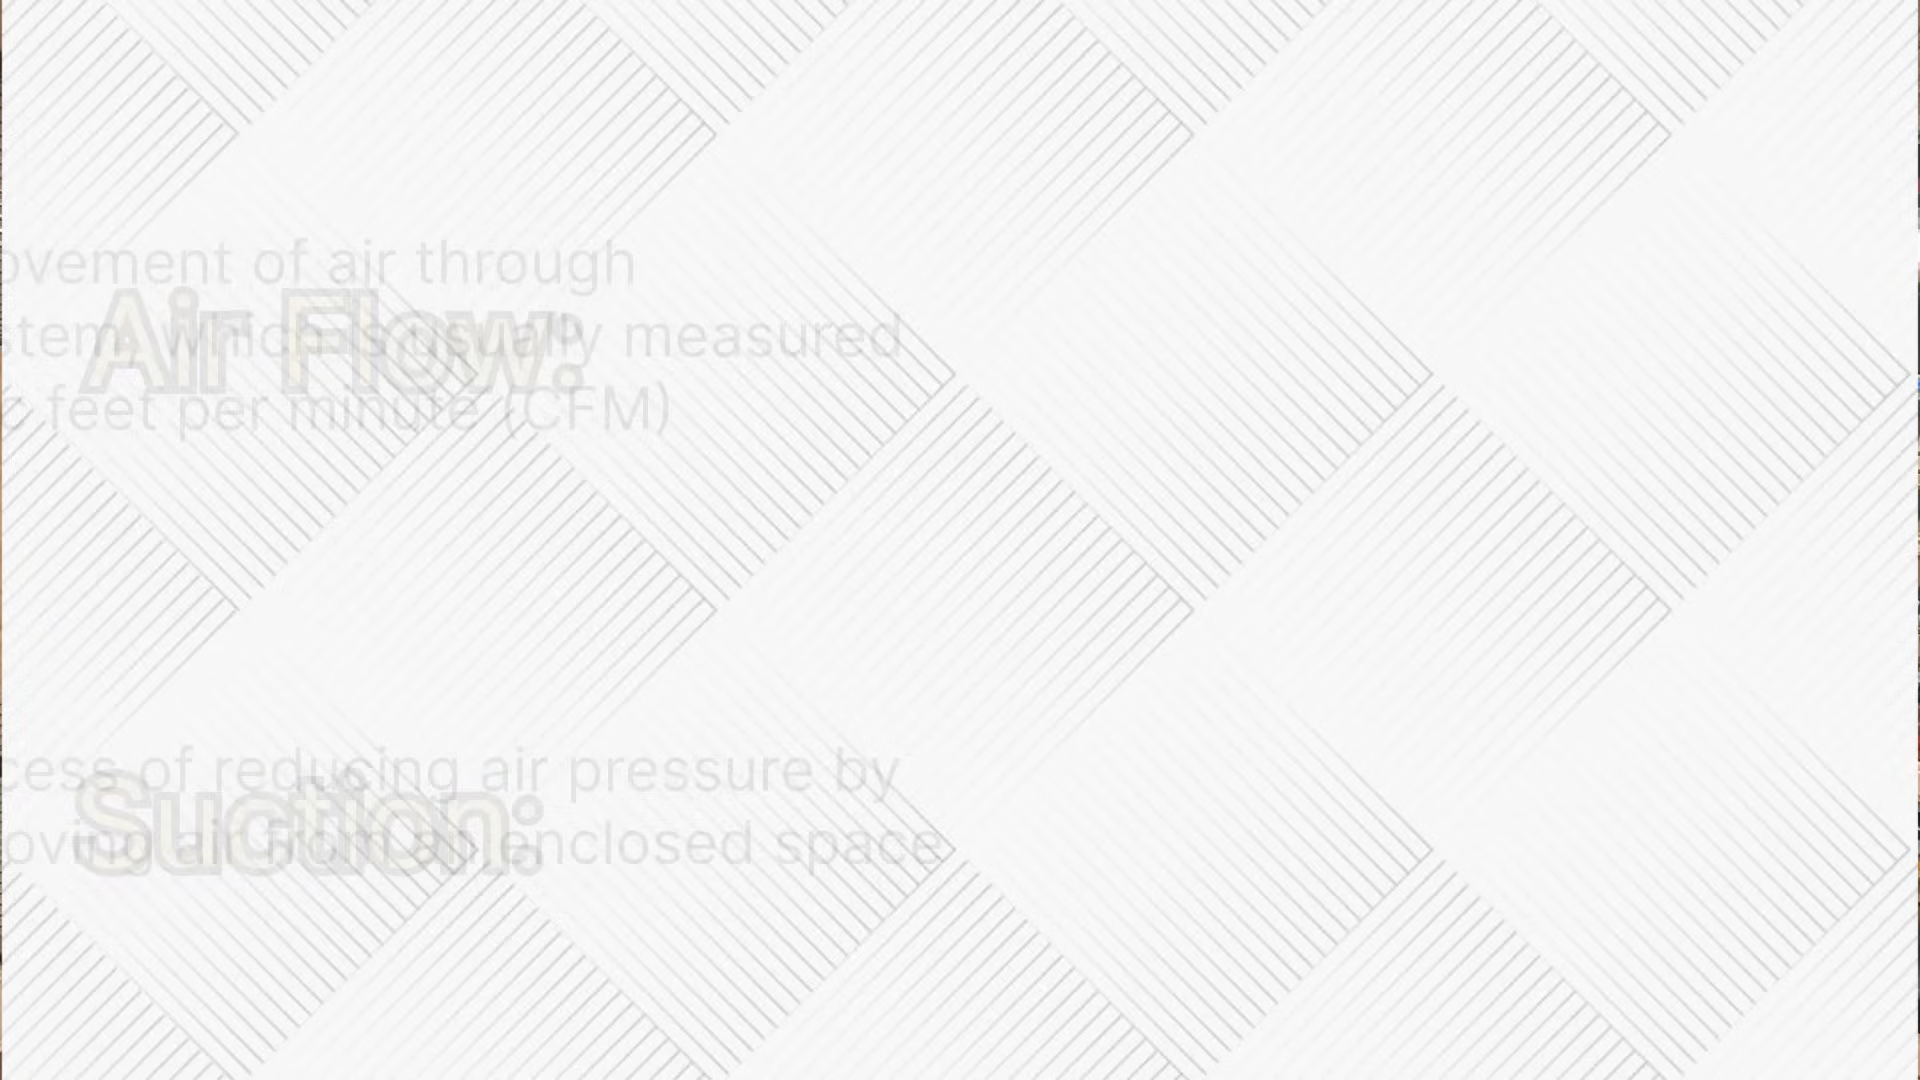 ovement of air through
Air Flow:
stem, which is usually measured
feet per minute (CFM)
cess of reducing air pressure by
Suction:
oving air from an enclosed space